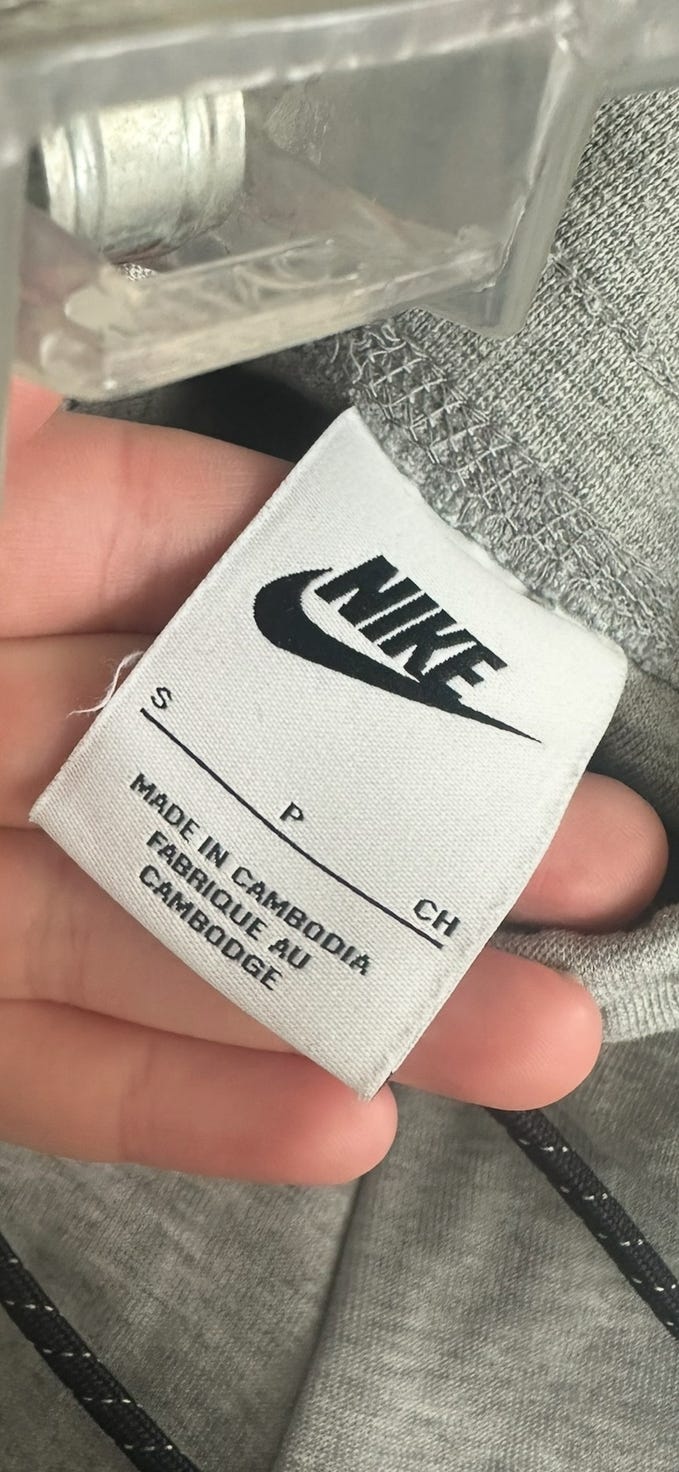 NIKE
S P CH
MADE IN CAMBODIA
FABRIQUE AU
CAMBODGE